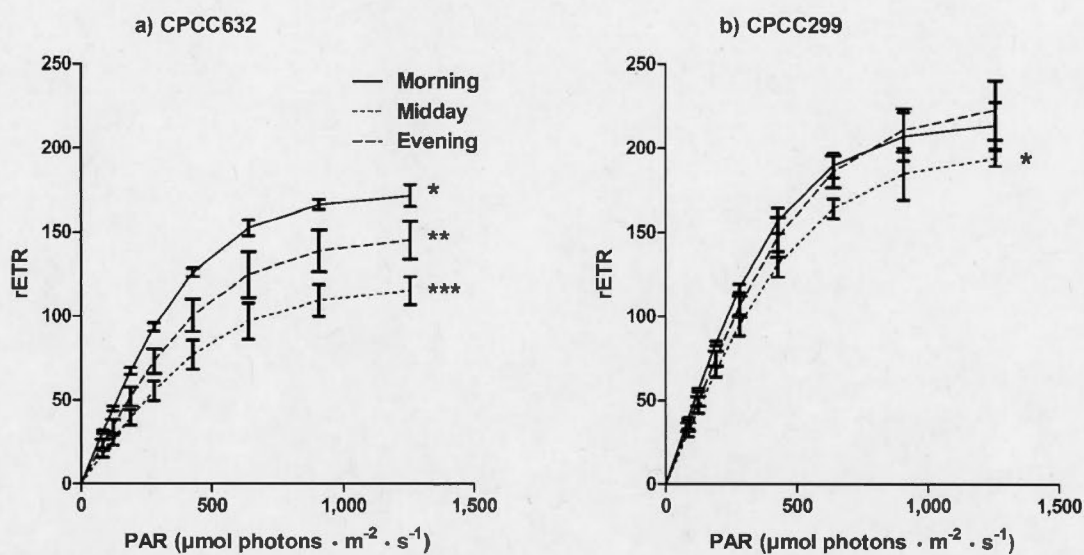 a) CPCC632
250
200
150
100
50
0
rETR
Morning
Midday
Evening
*
**
***
0
500
1,000
1,500
PAR (µmol photons · m⁻² · s⁻¹)
b) CPCC299
250
200
150
100
50
0
rETR
*
0
500
1,000
1,500
PAR (µmol photons · m⁻² · s⁻¹)